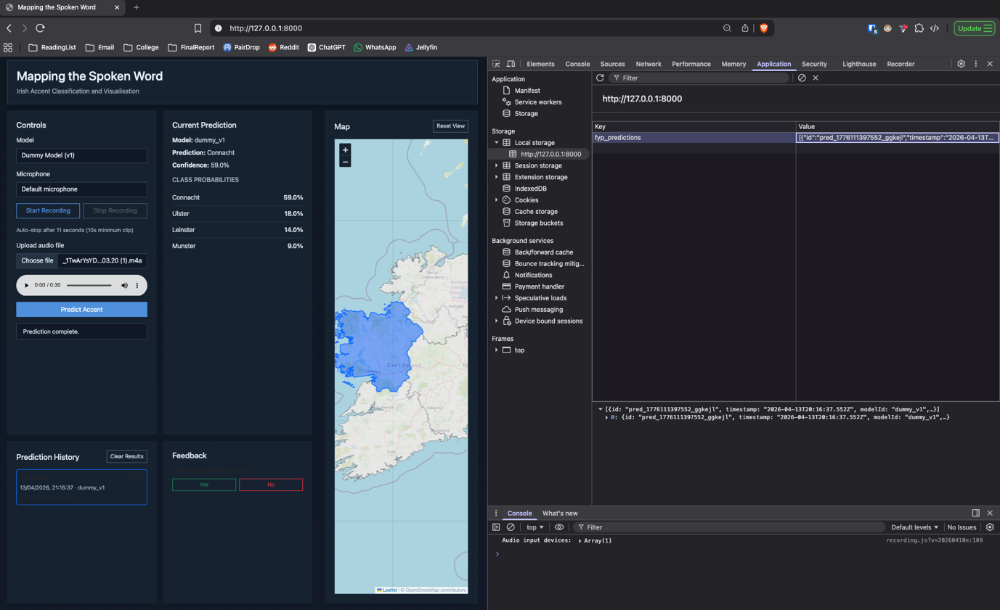 Mapping the Spoken Word
http://127.0.0.1:8000
Update
ReadingList
Email
College
FinalReport
PairDrop
Reddit
ChatGPT
WhatsApp
Jellyfin
Mapping the Spoken Word
Irish Accent Classification and Visualisation
Controls
Model
Dummy Model (v1)
Microphone
Default microphone
Start Recording
Stop Recording
Auto-stop after 11 seconds (10s minimum clip)
Upload audio file
Choose file
_1TwArYsYD...03.20 (1).m4a
0:00 / 0:30
Predict Accent
Prediction complete.
Current Prediction
Model: dummy_v1
Prediction: Connacht
Confidence: 59.0%
CLASS PROBABILITIES
Connacht 59.0%
Ulster 18.0%
Leinster 14.0%
Munster 9.0%
Map
Reset View
+
−
Éire / Ireland
Cork
Leaflet | © OpenStreetMap contributors
Prediction History
Clear Results
13/04/2026, 21:16:37 · dummy_v1
Feedback
Yes
No
Elements
Console
Sources
Network
Performance
Memory
Application
Security
Lighthouse
Recorder
Application
Manifest
Service workers
Storage
Storage
Local storage
http://127.0.0.1:8000
Session storage
Extension storage
IndexedDB
Cookies
Cache storage
Storage buckets
Background services
Back/forward cache
Bounce tracking mitig...
Notifications
Payment handler
Speculative loads
Push messaging
Device bound sessions
Frames
top
Filter
http://127.0.0.1:8000
Key Value
fyp_predictions [{"id":"pred_1776111397552_ggkejl","timestamp":"2026-04-13T...
[{id: "pred_1776111397552_ggkejl", timestamp: "2026-04-13T20:16:37.552Z", modelId: "dummy_v1",…}]
0: {id: "pred_1776111397552_ggkejl", timestamp: "2026-04-13T20:16:37.552Z", modelId: "dummy_v1",…}
Console
What's new
top
Filter
Default levels
No Issues
Audio input devices: Array(1)
recording.js?v=20260410e:109